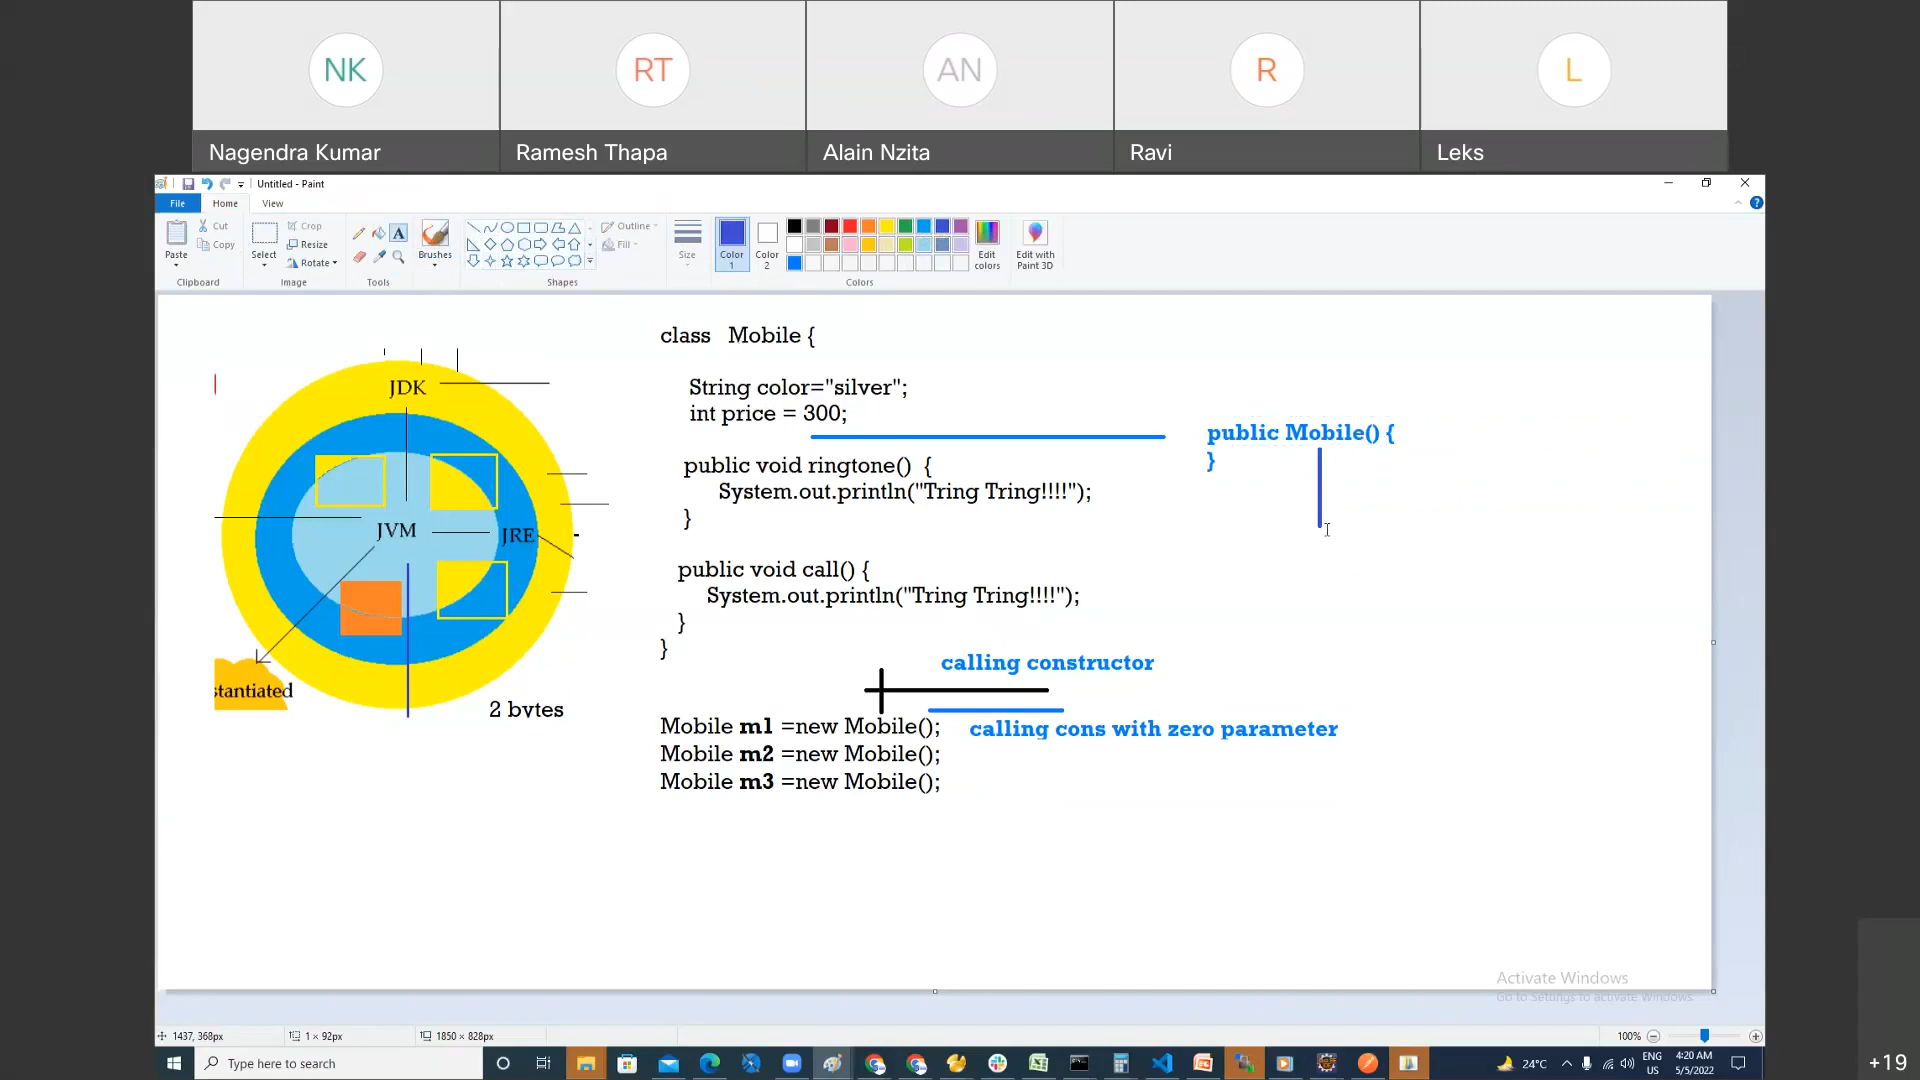 NK
RT
AN
R
L
Nagendra Kumar
Ramesh Thapa
Alain Nzita
Ravi
Leks
Untitled - Paint
File
Home
View
Paste
Cut
Copy
Clipboard
Select
Crop
Resize
Rotate
Image
A
Tools
Brushes
Outline
Fill
Shapes
Size
Color 1
Color 2
Edit colors
Edit with Paint 3D
Colors
class Mobile {
String color="silver";
int price = 300;
public void ringtone() {
System.out.println("Tring Tring!!!!");
}
public void call() {
System.out.println("Tring Tring!!!!");
}
}
public Mobile() {
}
JDK
JVM
JRE
stantiated
2 bytes
calling constructor
Mobile m1 =new Mobile();
calling cons with zero parameter
Mobile m2 =new Mobile();
Mobile m3 =new Mobile();
Activate Windows
Go to Settings to activate Windows.
1437, 368px
1 × 92px
1850 × 828px
100%
Type here to search
24°C
ENG
US
4:20 AM
5/5/2022
+19